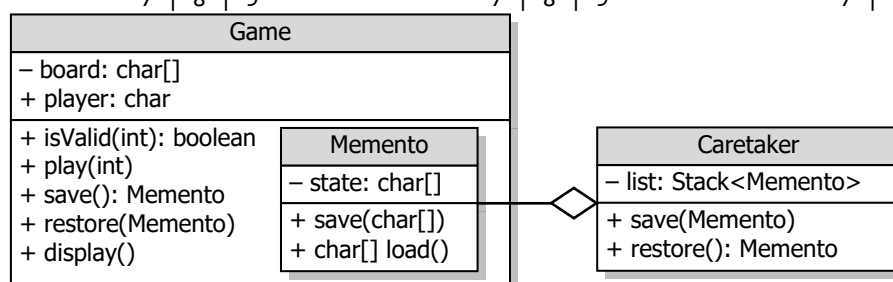 Game
– board: char[]
+ player: char
+ isValid(int): boolean
+ play(int)
+ save(): Memento
+ restore(Memento)
+ display()
Memento
– state: char[]
+ save(char[])
+ char[] load()
Caretaker
– list: Stack<Memento>
+ save(Memento)
+ restore(): Memento